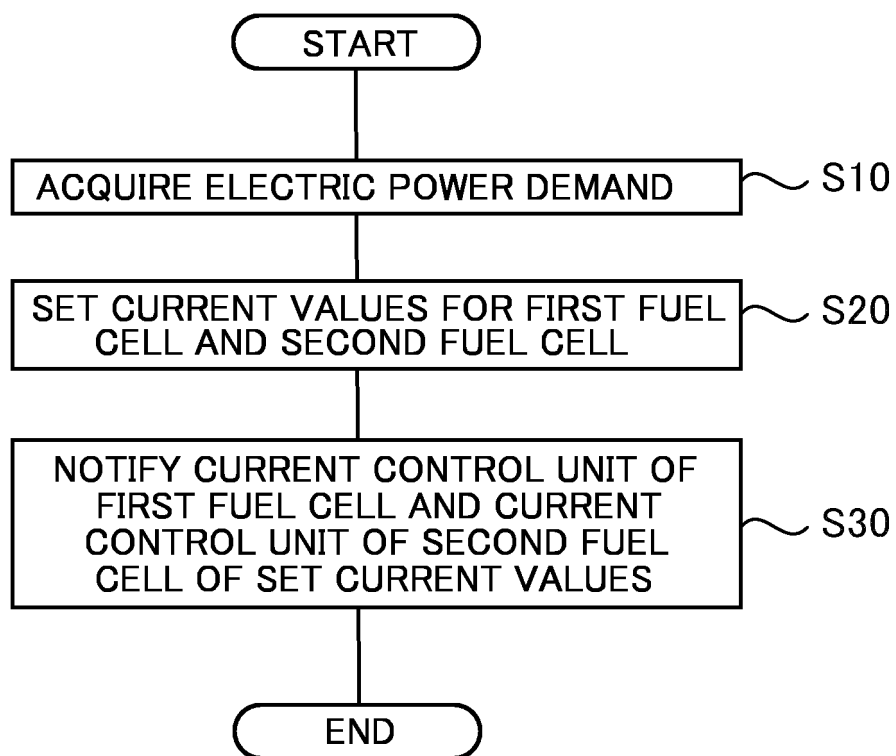 START
ACQUIRE ELECTRIC POWER DEMAND
S10
SET CURRENT VALUES FOR FIRST FUEL
CELL AND SECOND FUEL CELL
S20
NOTIFY CURRENT CONTROL UNIT OF
FIRST FUEL CELL AND CURRENT
CONTROL UNIT OF SECOND FUEL
CELL OF SET CURRENT VALUES
S30
END